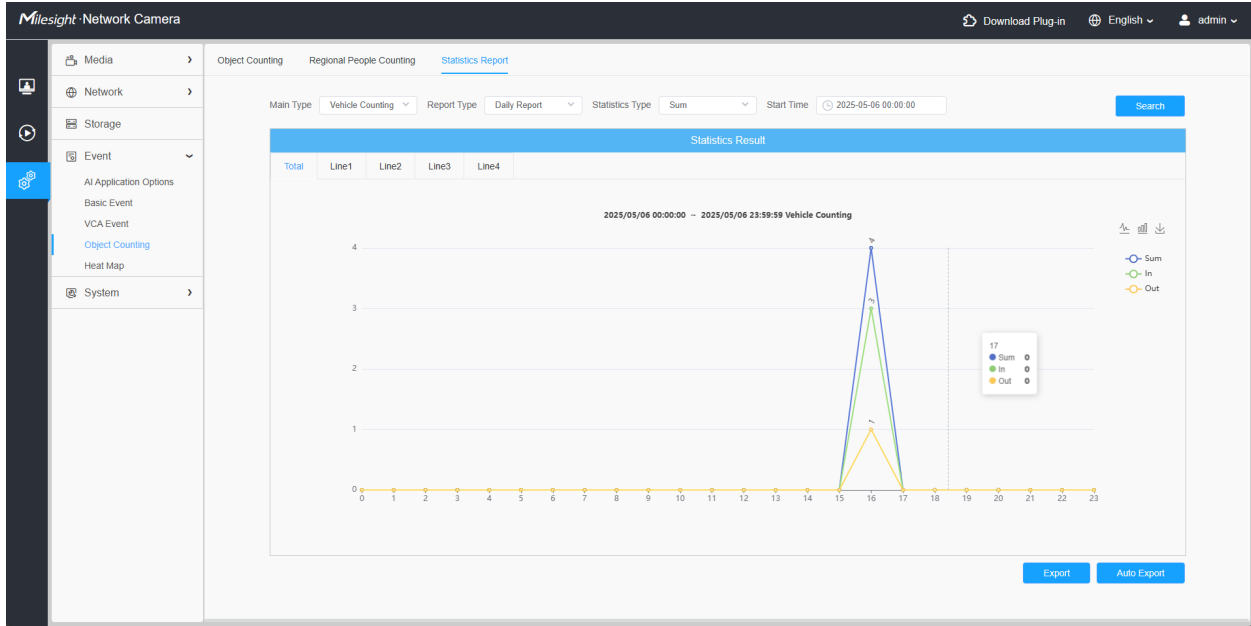 Milesight · Network Camera
Download Plug-in
English
admin
Media
Network
Storage
Event
AI Application Options
Basic Event
VCA Event
Object Counting
Heat Map
System
Object Counting Regional People Counting Statistics Report
Main Type Vehicle Counting Report Type Daily Report Statistics Type Sum Start Time 2025-05-06 00:00:00 Search
Statistics Result
Total Line1 Line2 Line3 Line4
2025/05/06 00:00:00 ~ 2025/05/06 23:59:59 Vehicle Counting
Sum
In
Out
4
3
2
1
0
4
3
1
17
Sum 0
In 0
Out 0
0 1 2 3 4 5 6 7 8 9 10 11 12 13 14 15 16 17 18 19 20 21 22 23
Export Auto Export